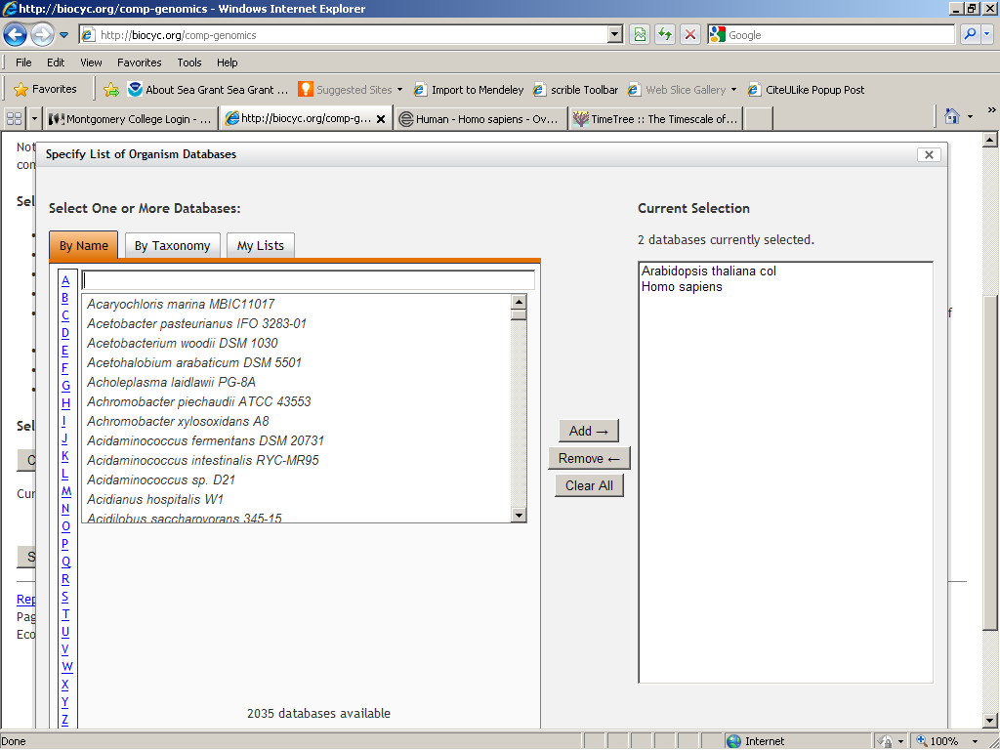 http://biocyc.org/comp-genomics - Windows Internet Explorer
http://biocyc.org/comp-genomics
Google
File Edit View Favorites Tools Help
Favorites About Sea Grant Sea Grant ... Suggested Sites Import to Mendeley scrible Toolbar Web Slice Gallery CiteULike Popup Post
Montgomery College Login - ... http://biocyc.org/comp-g... Human - Homo sapiens - Ov... TimeTree :: The Timescale of...
Not
con
Sel
Specify List of Organism Databases
Select One or More Databases:
By Name By Taxonomy My Lists
A
B
C
D
E
F
G
H
I
J
K
L
M
N
O
P
Q
R
S
T
U
V
W
X
Y
Z
Acaryochloris marina MBIC11017
Acetobacter pasteurianus IFO 3283-01
Acetobacterium woodii DSM 1030
Acetohalobium arabaticum DSM 5501
Acholeplasma laidlawii PG-8A
Achromobacter piechaudii ATCC 43553
Achromobacter xylosoxidans A8
Acidaminococcus fermentans DSM 20731
Acidaminococcus intestinalis RYC-MR95
Acidaminococcus sp. D21
Acidianus hospitalis W1
Acidilobus saccharovorans 345-15
2035 databases available
Add →
Remove ←
Clear All
Current Selection
2 databases currently selected.
Arabidopsis thaliana col
Homo sapiens
f
Sel
C
Cur
S
Rep
Pag
Eco
Done
Internet
100%